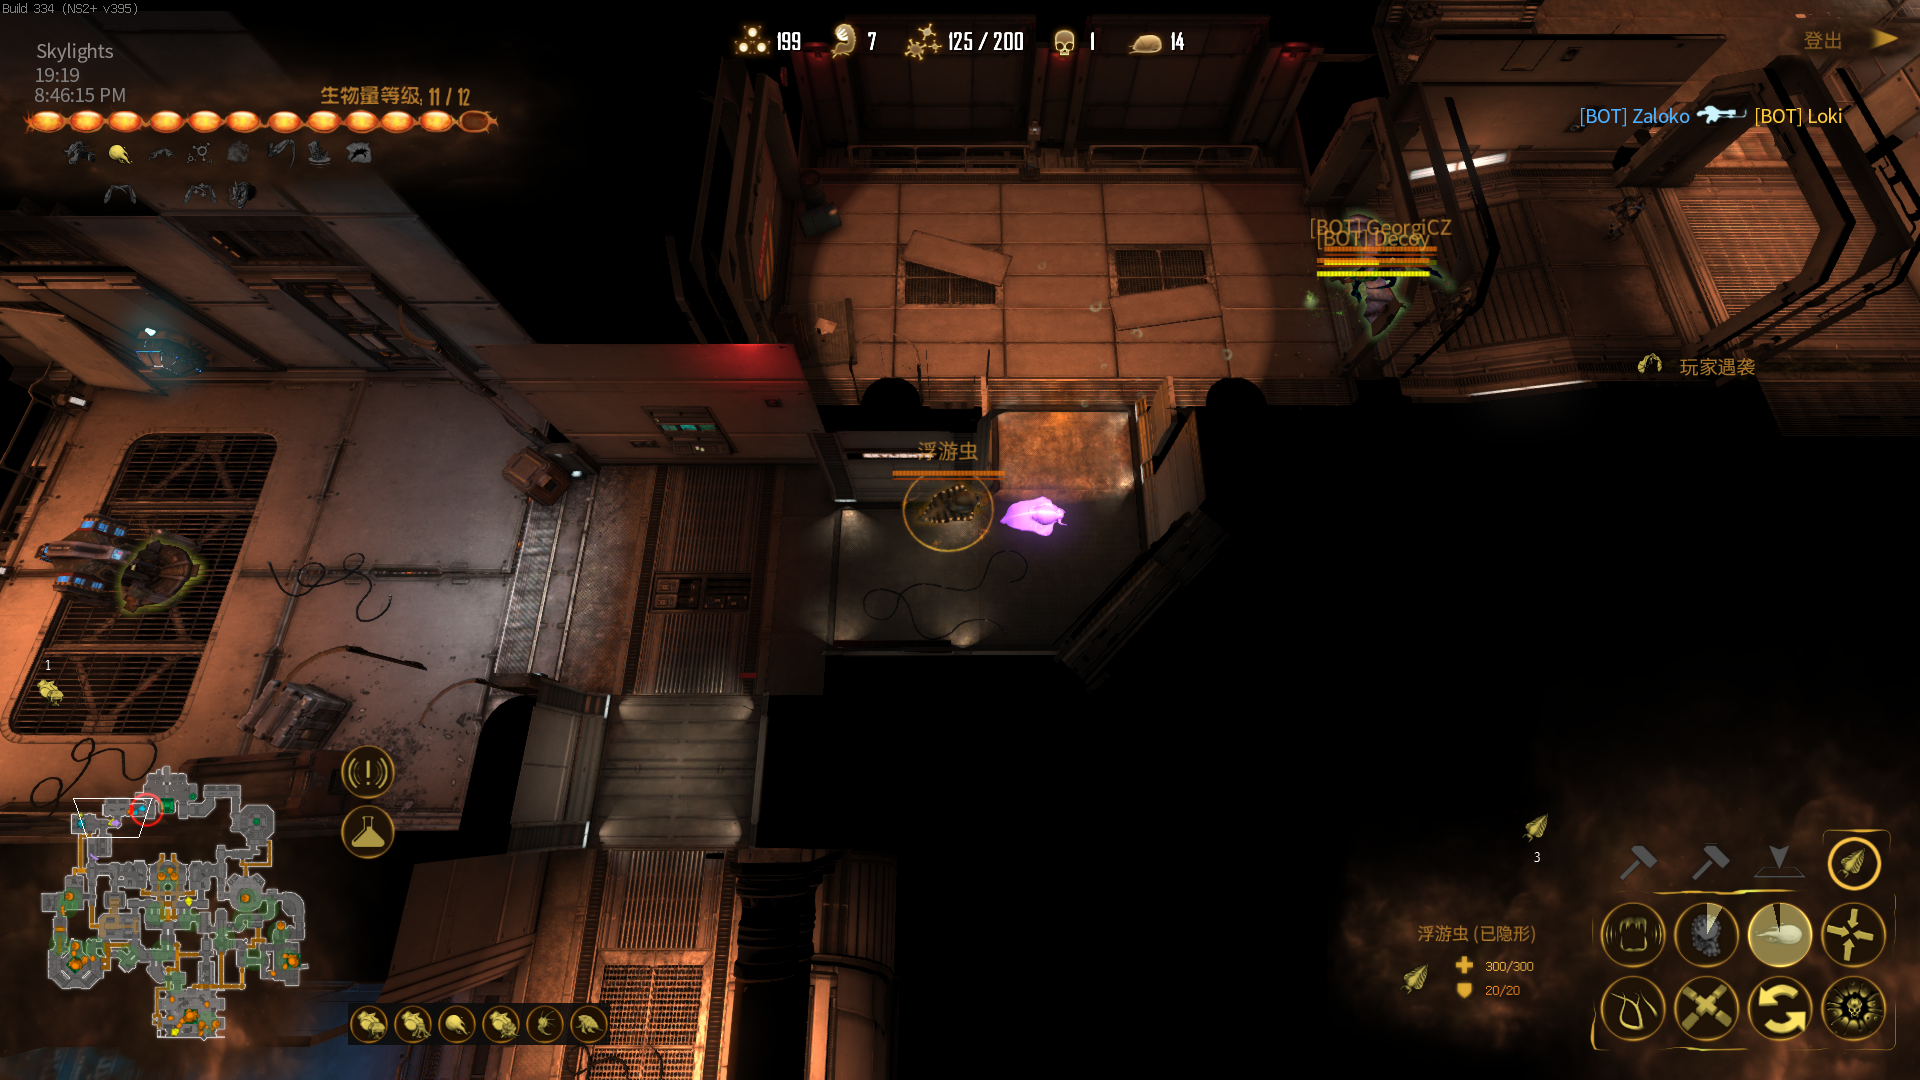 Build 334 (NS2+ v395)
Skylights
19:19
8:46:15 PM
生物量等级, 11 / 12
199
7
125 / 200
1
14
登出
[BOT] Zaloko
[BOT] Loki
[BOT] GeorgiCZ
[BOT] Decoy
玩家遇袭
浮游虫
1
3
浮游虫 (已隐形)
300/300
20/20